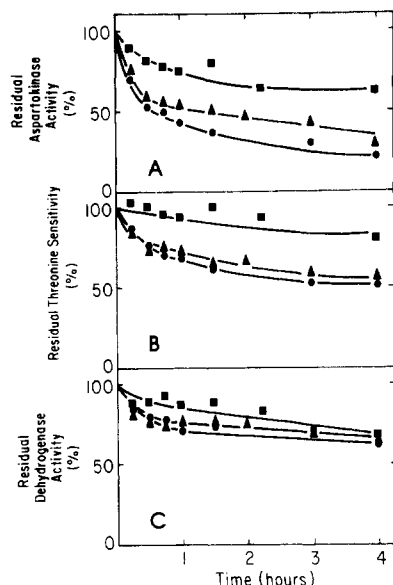 Residual
Aspartokinase
Activity
(%)
100
50
0
A
Residual Threonine Sensitivity
(%)
100
50
0
B
Residual
Dehydrogenase
Activity
(%)
100
50
0
C
1
2
3
4
Time (hours)